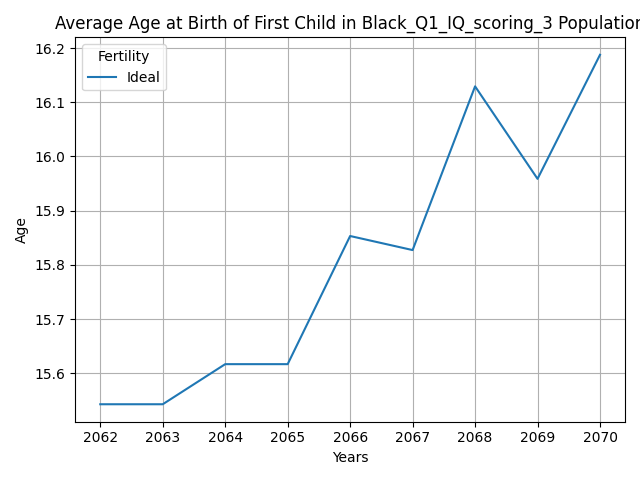 Average Age at Birth of First Child in Black_Q1_IQ_scoring_3 Population
Fertility
Ideal
16.2
16.1
16.0
15.9
15.8
15.7
15.6
Age
2062 2063 2064 2065 2066 2067 2068 2069 2070
Years